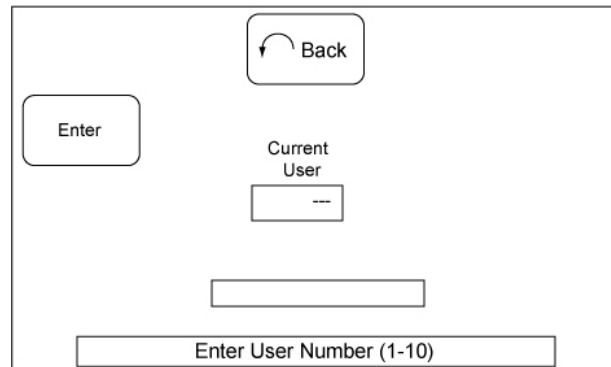 Back
Enter
Current
User
---
Enter User Number (1-10)